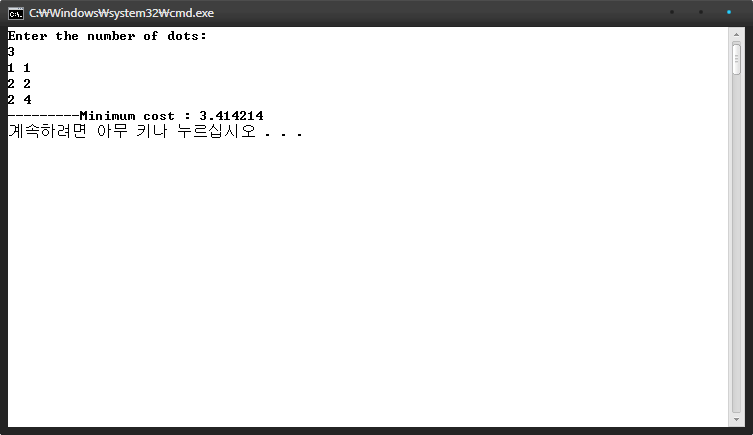 C:\Windows\system32\cmd.exe
Enter the number of dots:
3
1 1
2 2
2 4
---------Minimum cost : 3.414214
계속하려면 아무 키나 누르십시오 . . .